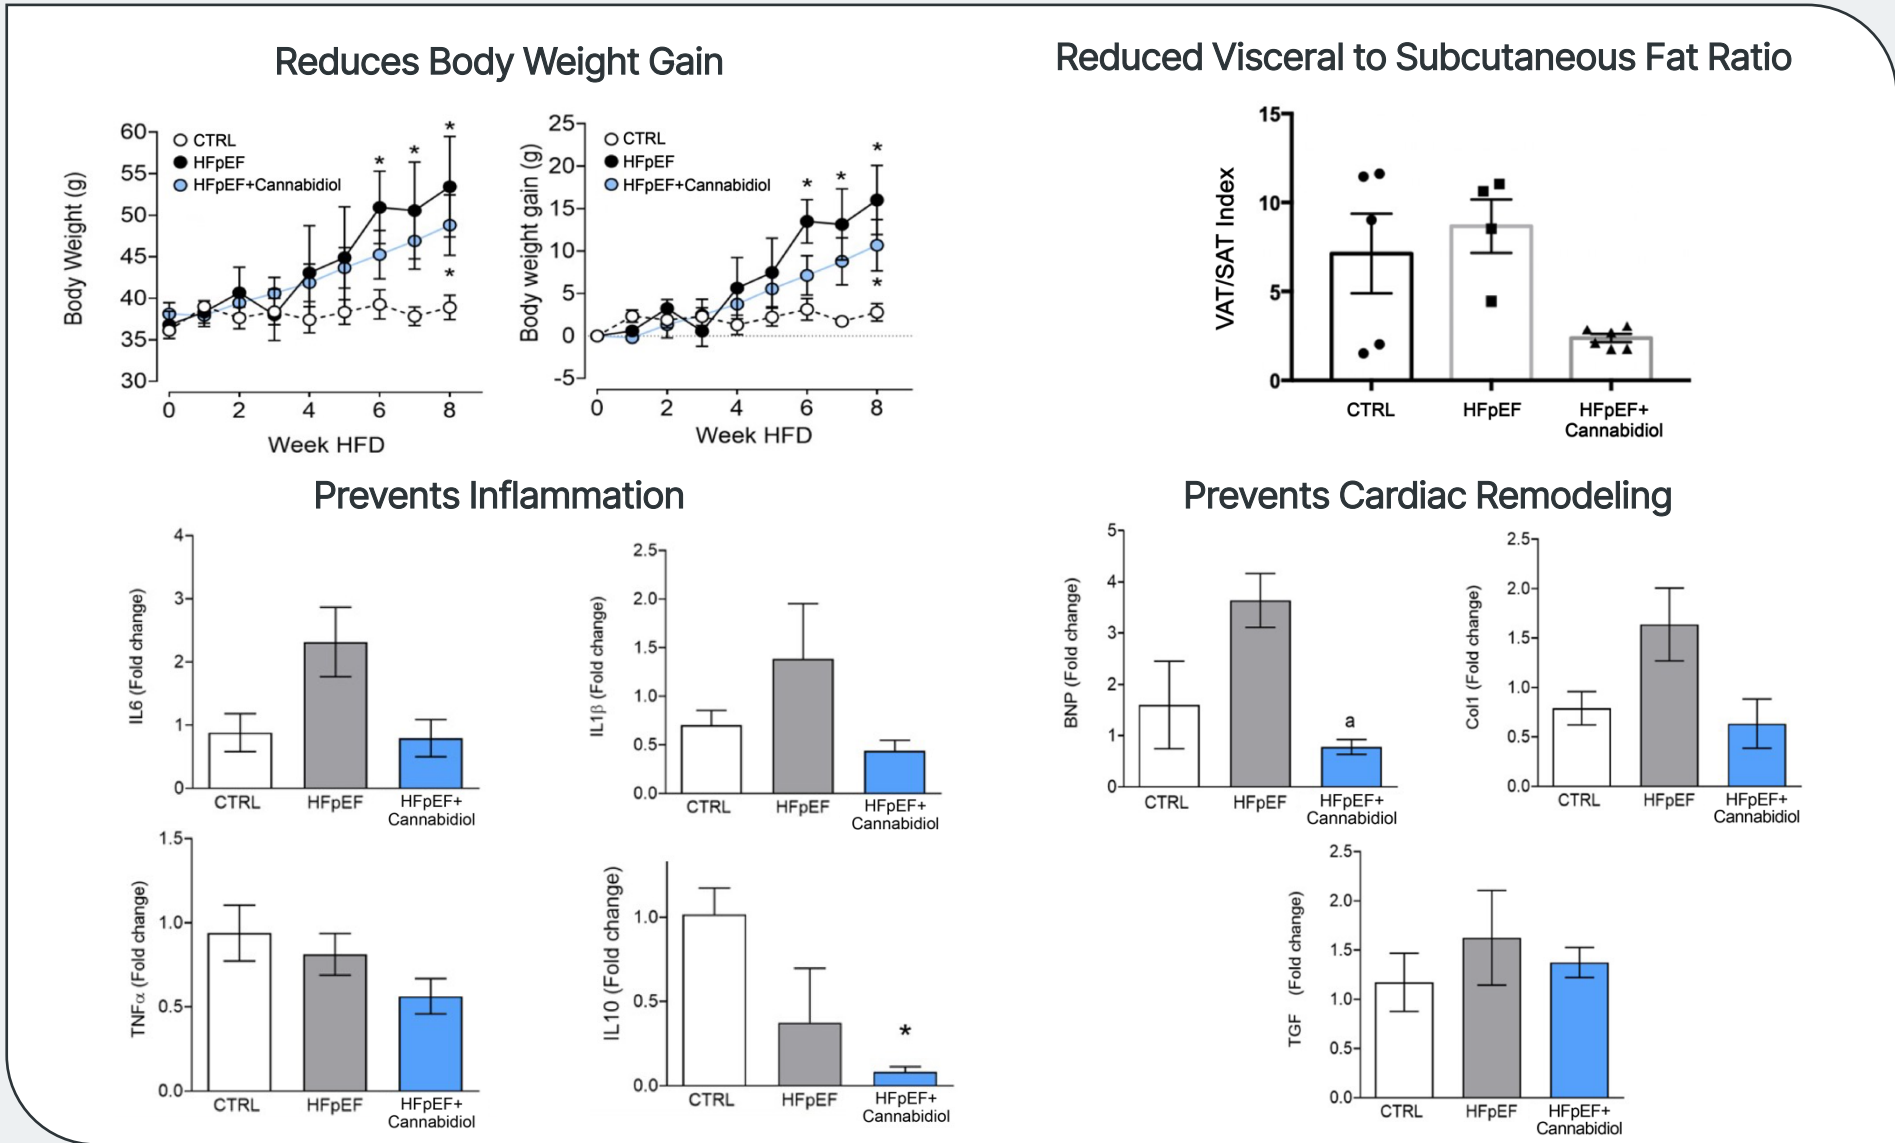 Reduces Body Weight Gain
Body Weight (g)
60
55
50
45
40
35
30
CTRL
HFpEF
HFpEF+Cannabidiol
*
*
*
*
0
2
4
6
8
Week HFD
Body weight gain (g)
25
20
15
10
5
0
-5
CTRL
HFpEF
HFpEF+Cannabidiol
*
*
*
*
0
2
4
6
8
Week HFD
Reduced Visceral to Subcutaneous Fat Ratio
VAT/SAT Index
15
10
5
0
CTRL
HFpEF
HFpEF+
Cannabidiol
Prevents Inflammation
IL6 (Fold change)
4
3
2
1
0
CTRL
HFpEF
HFpEF+
Cannabidiol
IL1β (Fold change)
2.5
2.0
1.5
1.0
0.5
0.0
CTRL
HFpEF
HFpEF+
Cannabidiol
TNFα (Fold change)
1.5
1.0
0.5
0.0
CTRL
HFpEF
HFpEF+
Cannabidiol
IL10 (Fold change)
1.0
0.5
0.0
*
CTRL
HFpEF
HFpEF+
Cannabidiol
Prevents Cardiac Remodeling
BNP (Fold change)
5
4
3
2
1
0
a
CTRL
HFpEF
HFpEF+
Cannabidiol
Col1 (Fold change)
2.5
2.0
1.5
1.0
0.5
0.0
CTRL
HFpEF
HFpEF+
Cannabidiol
TGF (Fold change)
2.5
2.0
1.5
1.0
0.5
0.0
CTRL
HFpEF
HFpEF+
Cannabidiol